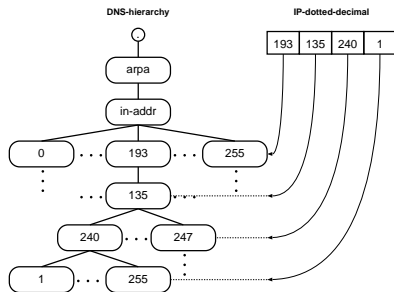 DNS-hierarchy IP-dotted-decimal
193 135 240 1
arpa
in-addr
0 ... 193 ... 255
... 135 ...
240 ... 247
1 ... 255